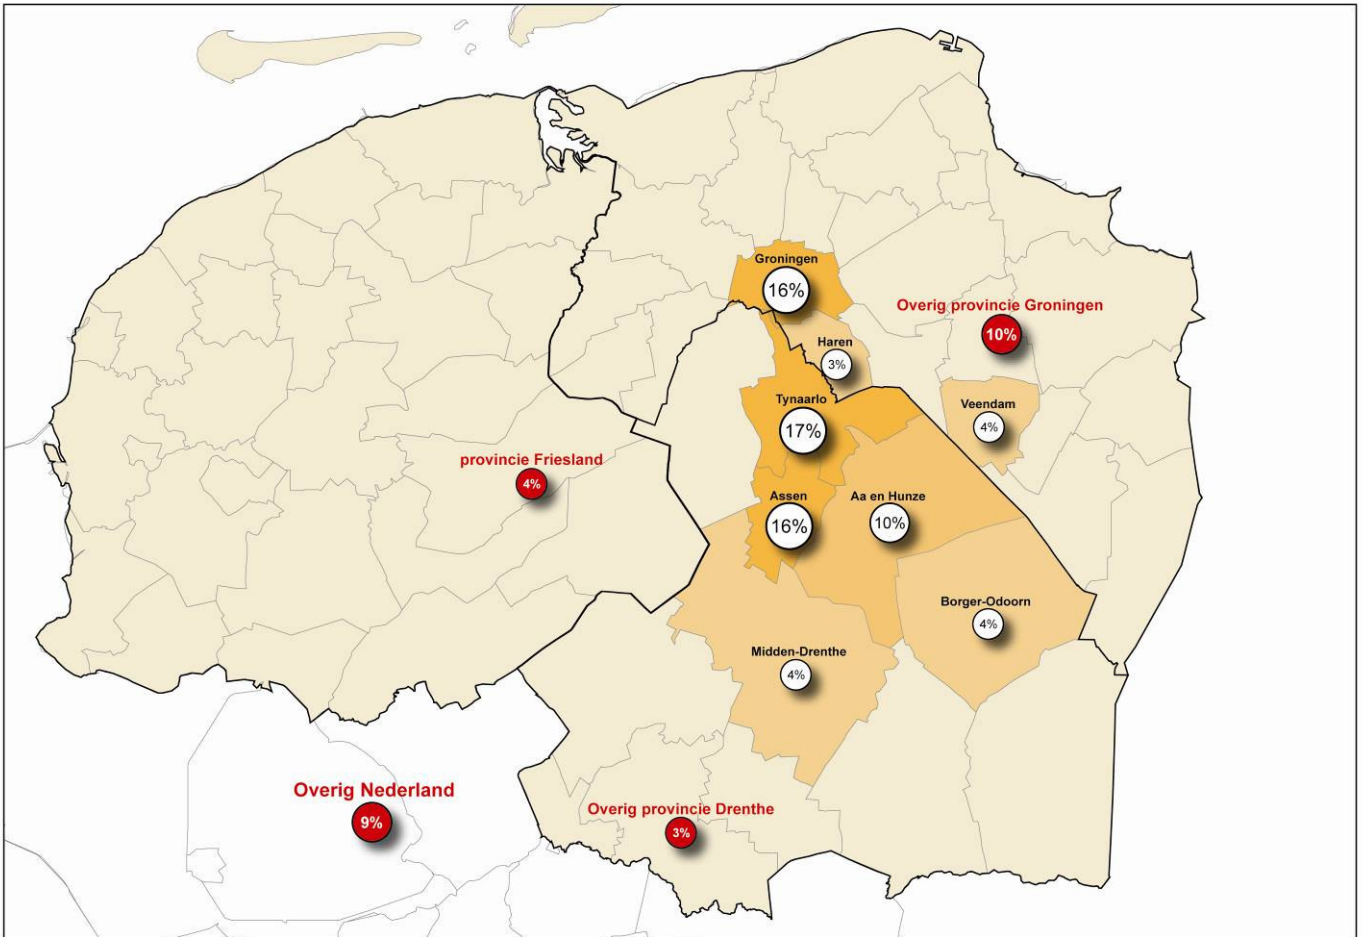 Groningen
16%
Overig provincie Groningen
10%
Haren
3%
Tynaarlo
17%
Veendam
4%
provincie Friesland
4%
Assen
16%
Aa en Hunze
10%
Borger-Odoorn
4%
Midden-Drenthe
4%
Overig Nederland
9%
Overig provincie Drenthe
3%